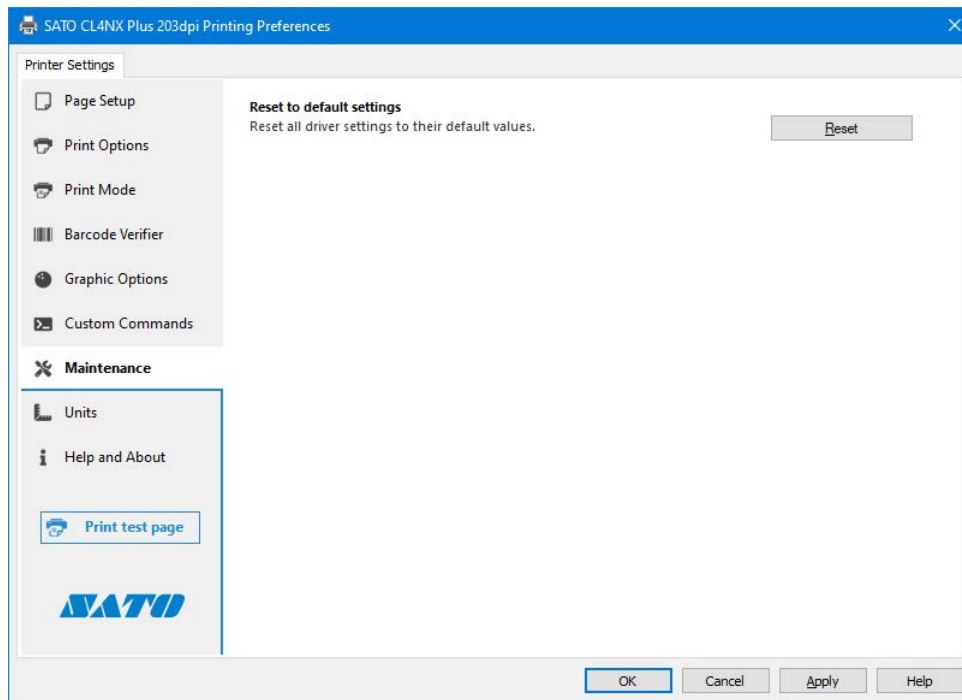 SATO CL4NX Plus 203dpi Printing Preferences
Printer Settings
Page Setup
Print Options
Print Mode
Barcode Verifier
Graphic Options
Custom Commands
Maintenance
Units
Help and About
Print test page
SATO
Reset to default settings
Reset all driver settings to their default values.
Reset
OK
Cancel
Apply
Help